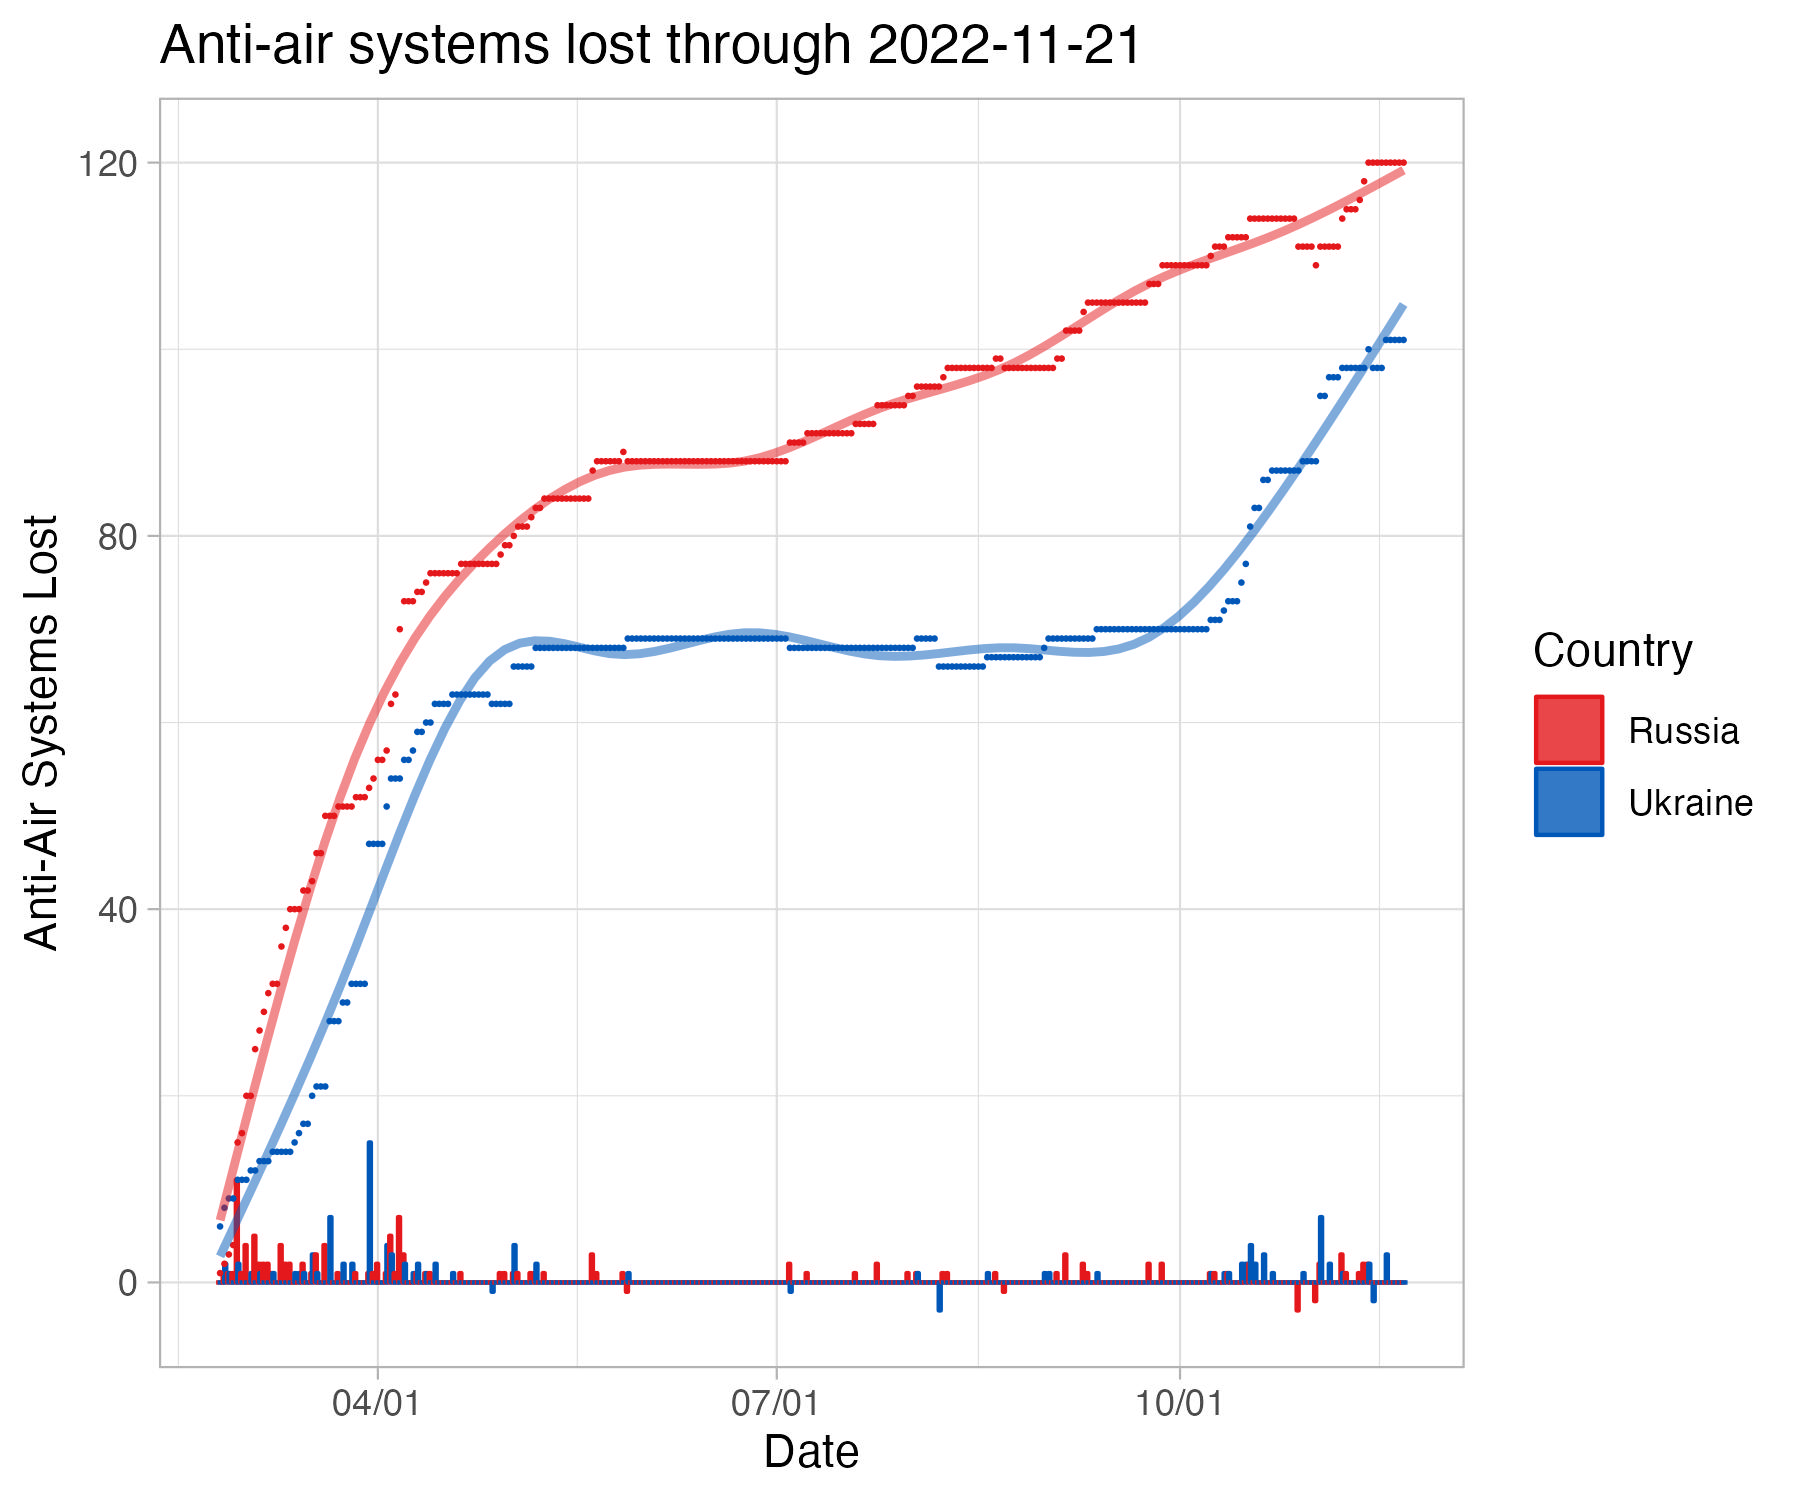 Anti-air systems lost through 2022-11-21
Anti-Air Systems Lost
120
80
40
0
04/01
07/01
10/01
Date
Country
Russia
Ukraine